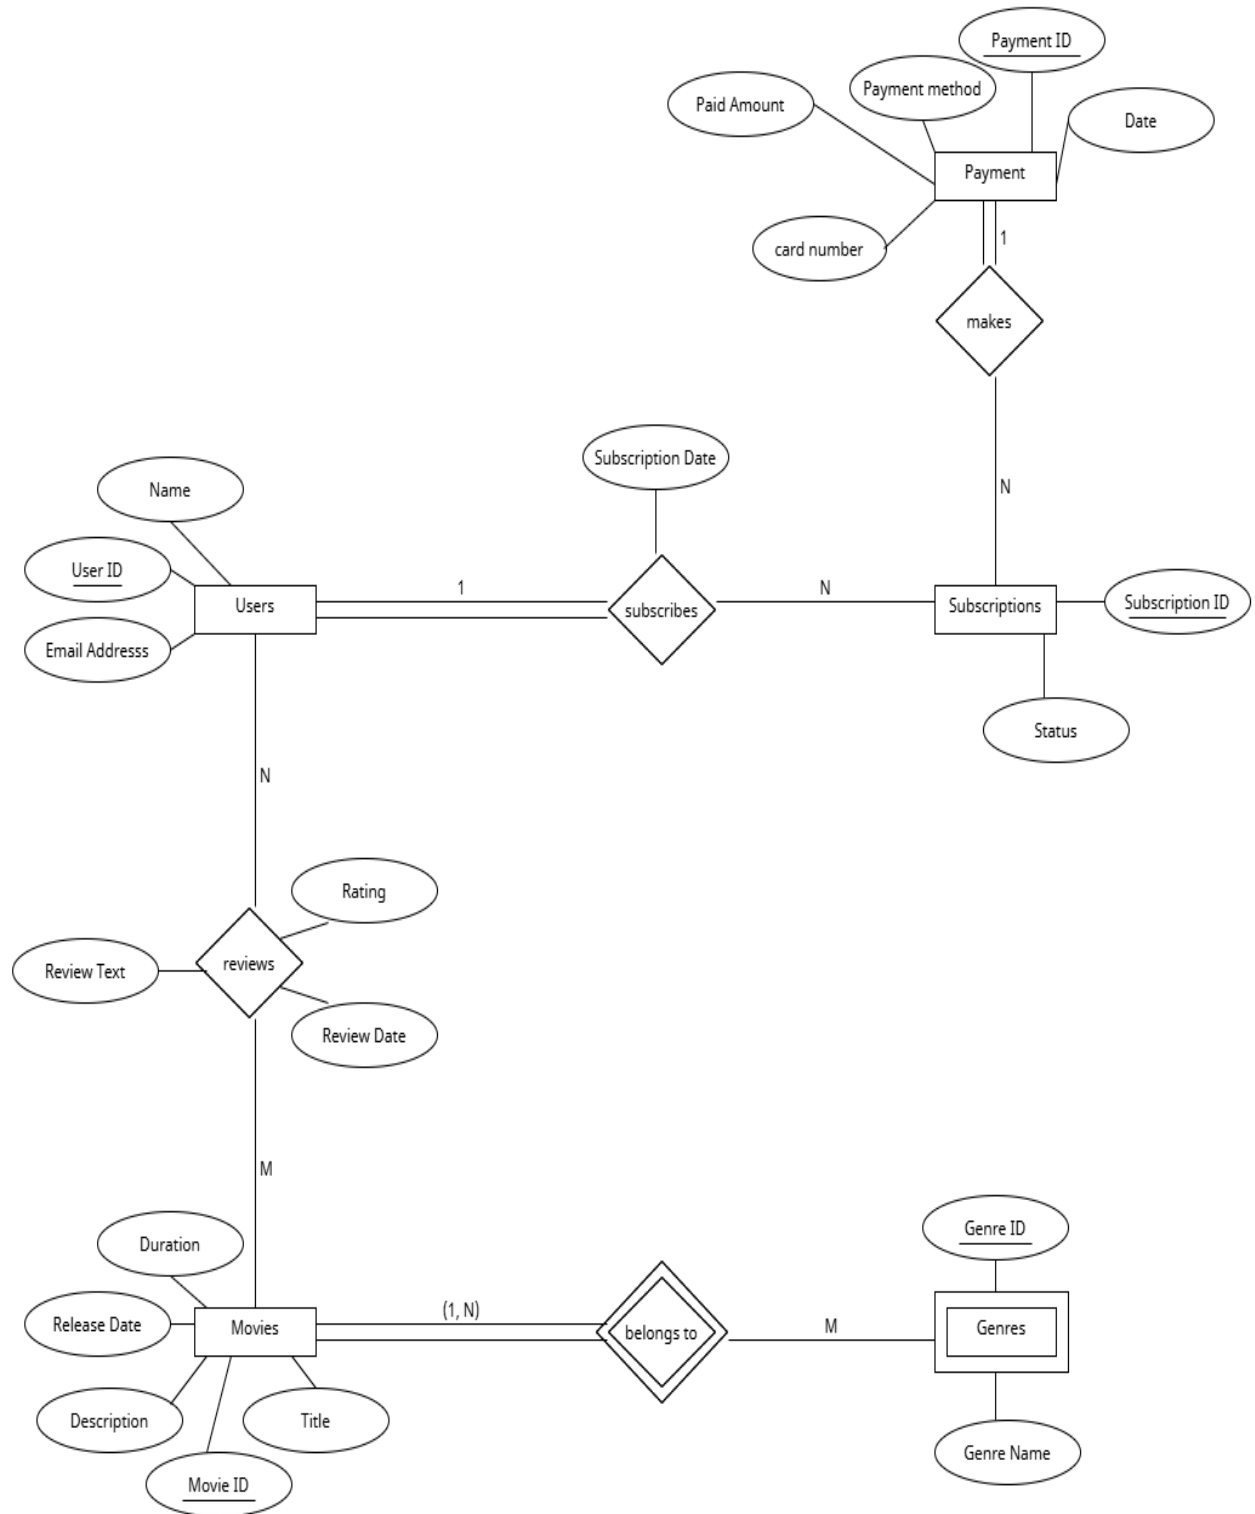 Payment ID
Payment method
Paid Amount
Date
Payment
1
card number
makes
Subscription Date
Name
N
User ID
1
N
Users
subscribes
Subscriptions
Subscription ID
Email Addresss
Status
N
Rating
reviews
Review Text
Review Date
M
Genre ID
Duration
(1, N)
Release Date
Movies
belongs to
M
Genres
Description
Title
Genre Name
Movie ID